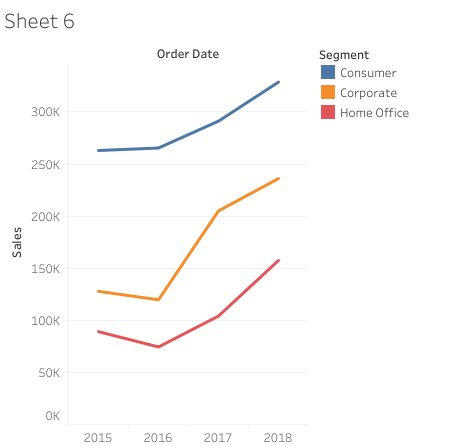 Sheet 6
Order Date
Segment
Consumer
Corporate
Home Office
Sales
300K
250K
200K
150K
100K
50K
0K
2015 2016 2017 2018